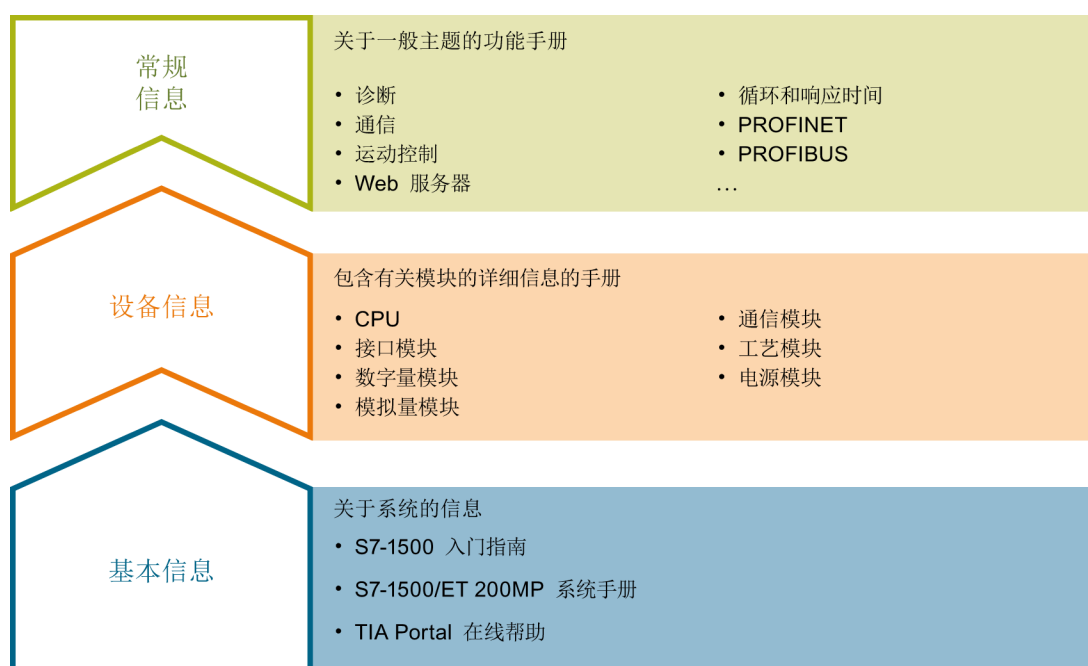 常规
信息
关于一般主题的功能手册
• 诊断
• 通信
• 运动控制
• Web 服务器
• 循环和响应时间
• PROFINET
• PROFIBUS
...
设备信息
包含有关模块的详细信息的手册
• CPU
• 接口模块
• 数字量模块
• 模拟量模块
• 通信模块
• 工艺模块
• 电源模块
基本信息
关于系统的信息
• S7-1500 入门指南
• S7-1500/ET 200MP 系统手册
• TIA Portal 在线帮助